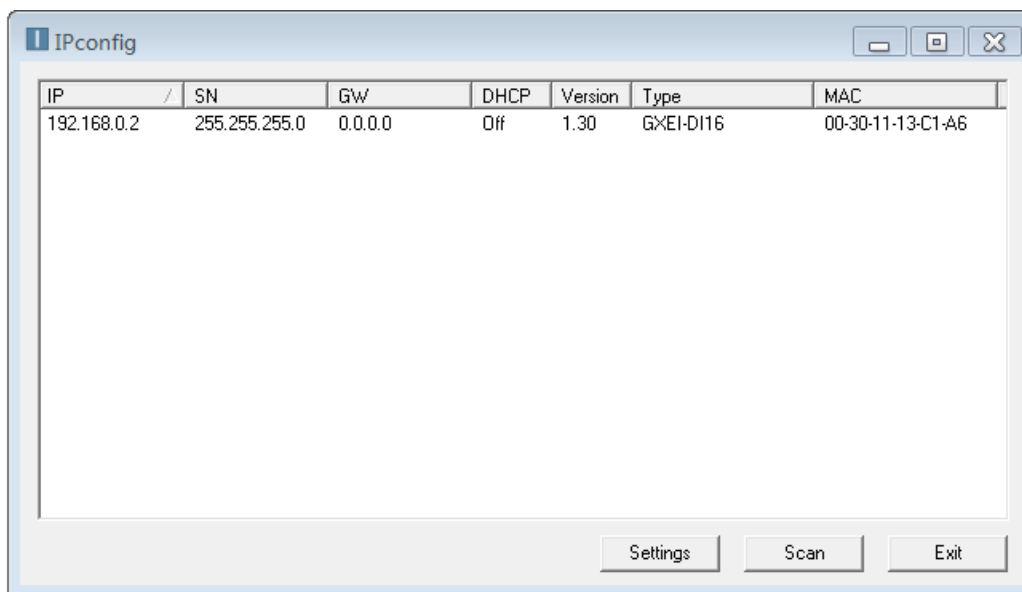 IPconfig
IP SN GW DHCP Version Type MAC
192.168.0.2 255.255.255.0 0.0.0.0 Off 1.30 GXEI-DI16 00-30-11-13-C1-A6
Settings Scan Exit